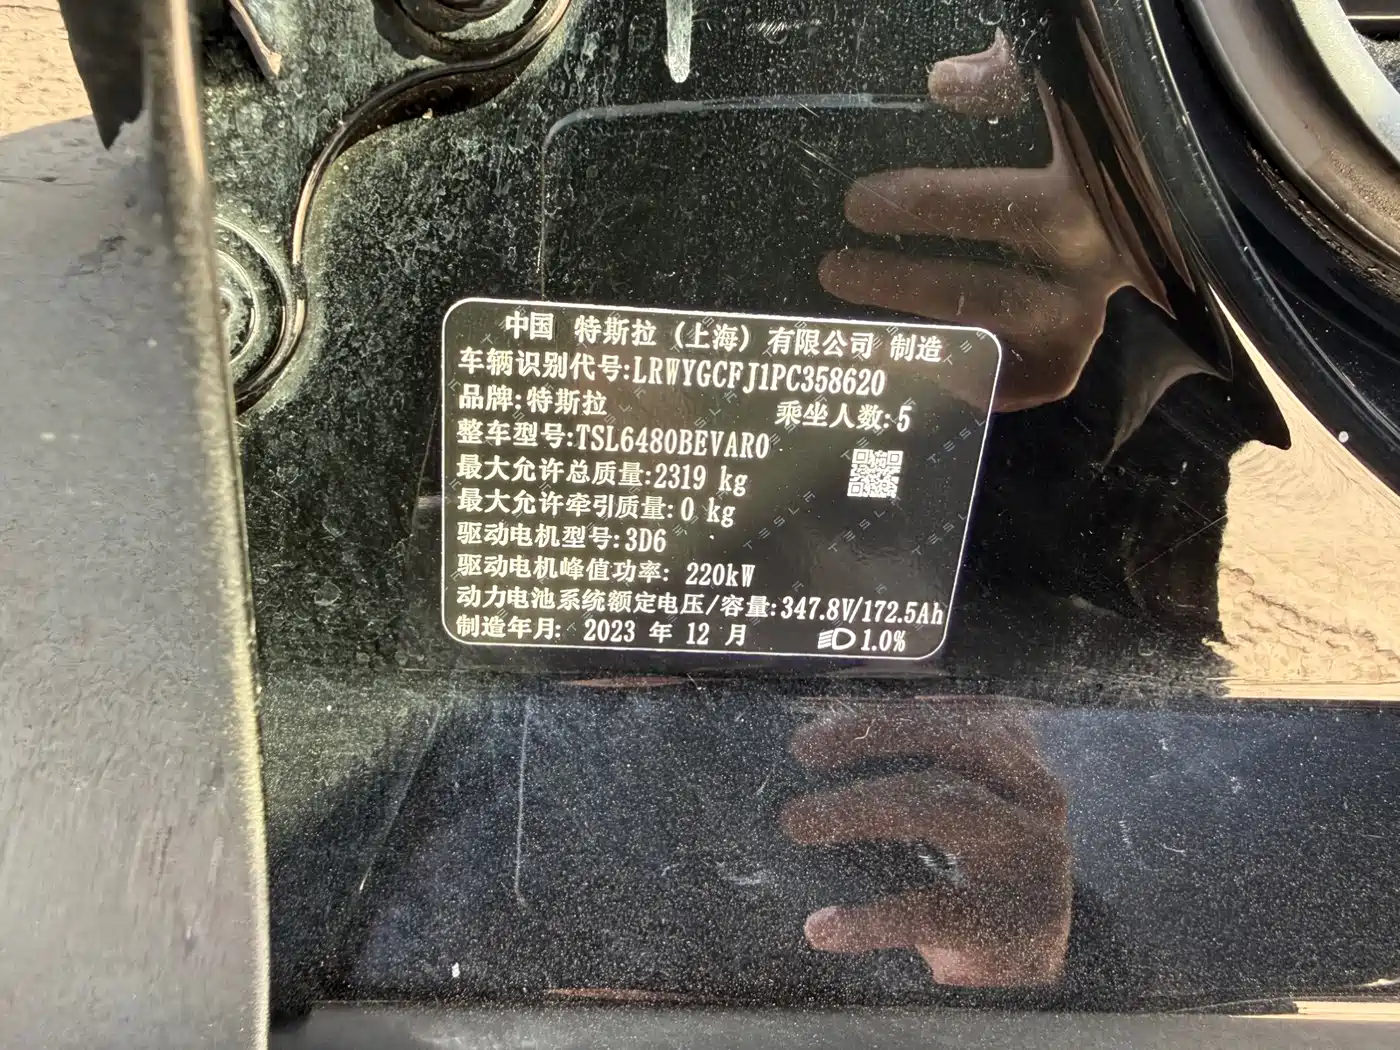 中国 特斯拉（上海）有限公司 制造
车辆识别代号:LRWYGCFJ1PC358620
品牌:特斯拉 乘坐人数:5
整车型号:TSL6480BEVAR0
最大允许总质量:2319 kg
最大允许牵引质量:0 kg
驱动电机型号:3D6
驱动电机峰值功率: 220kW
动力电池系统额定电压/容量:347.8V/172.5Ah
制造年月: 2023 年 12 月 1.0%